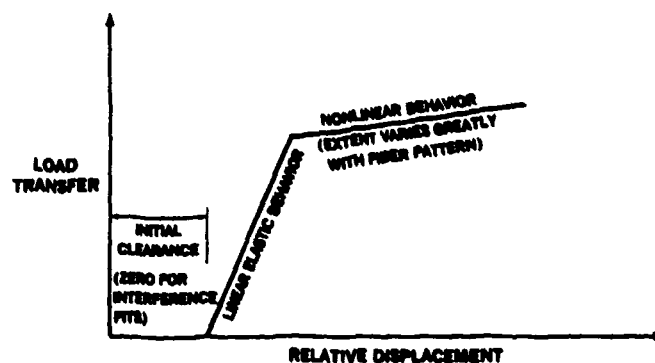 NONLINEAR BEHAVIOR
(EXTENT VARIES GREATLY
WITH FIBER PATTERN)
LOAD
TRANSFER
LINEAR ELASTIC BEHAVIOR
INITIAL
CLEARANCE
(ZERO FOR
INTERFERENCE
FITS)
RELATIVE DISPLACEMENT